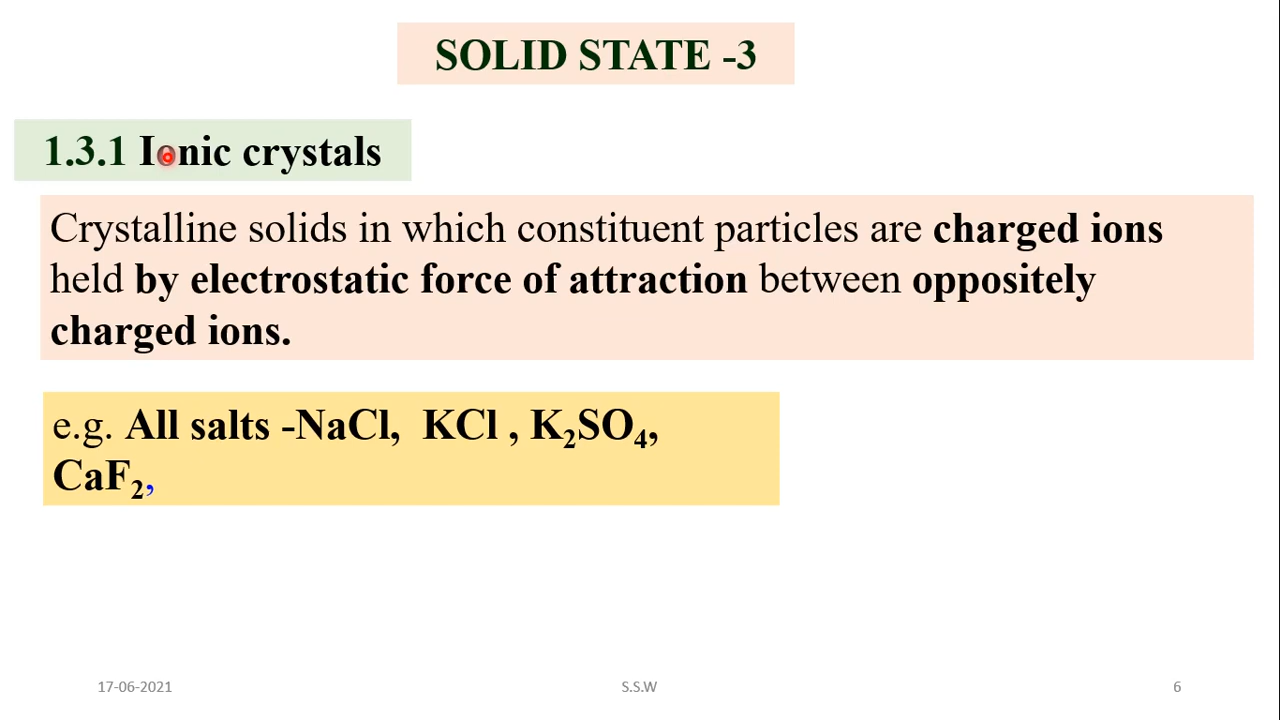 SOLID STATE -3
1.3.1 Ionic crystals
Crystalline solids in which constituent particles are charged ions
held by electrostatic force of attraction between oppositely
charged ions.
e.g. All salts -NaCl, KCl , K₂SO₄,
CaF₂,
17-06-2021 S.S.W 6